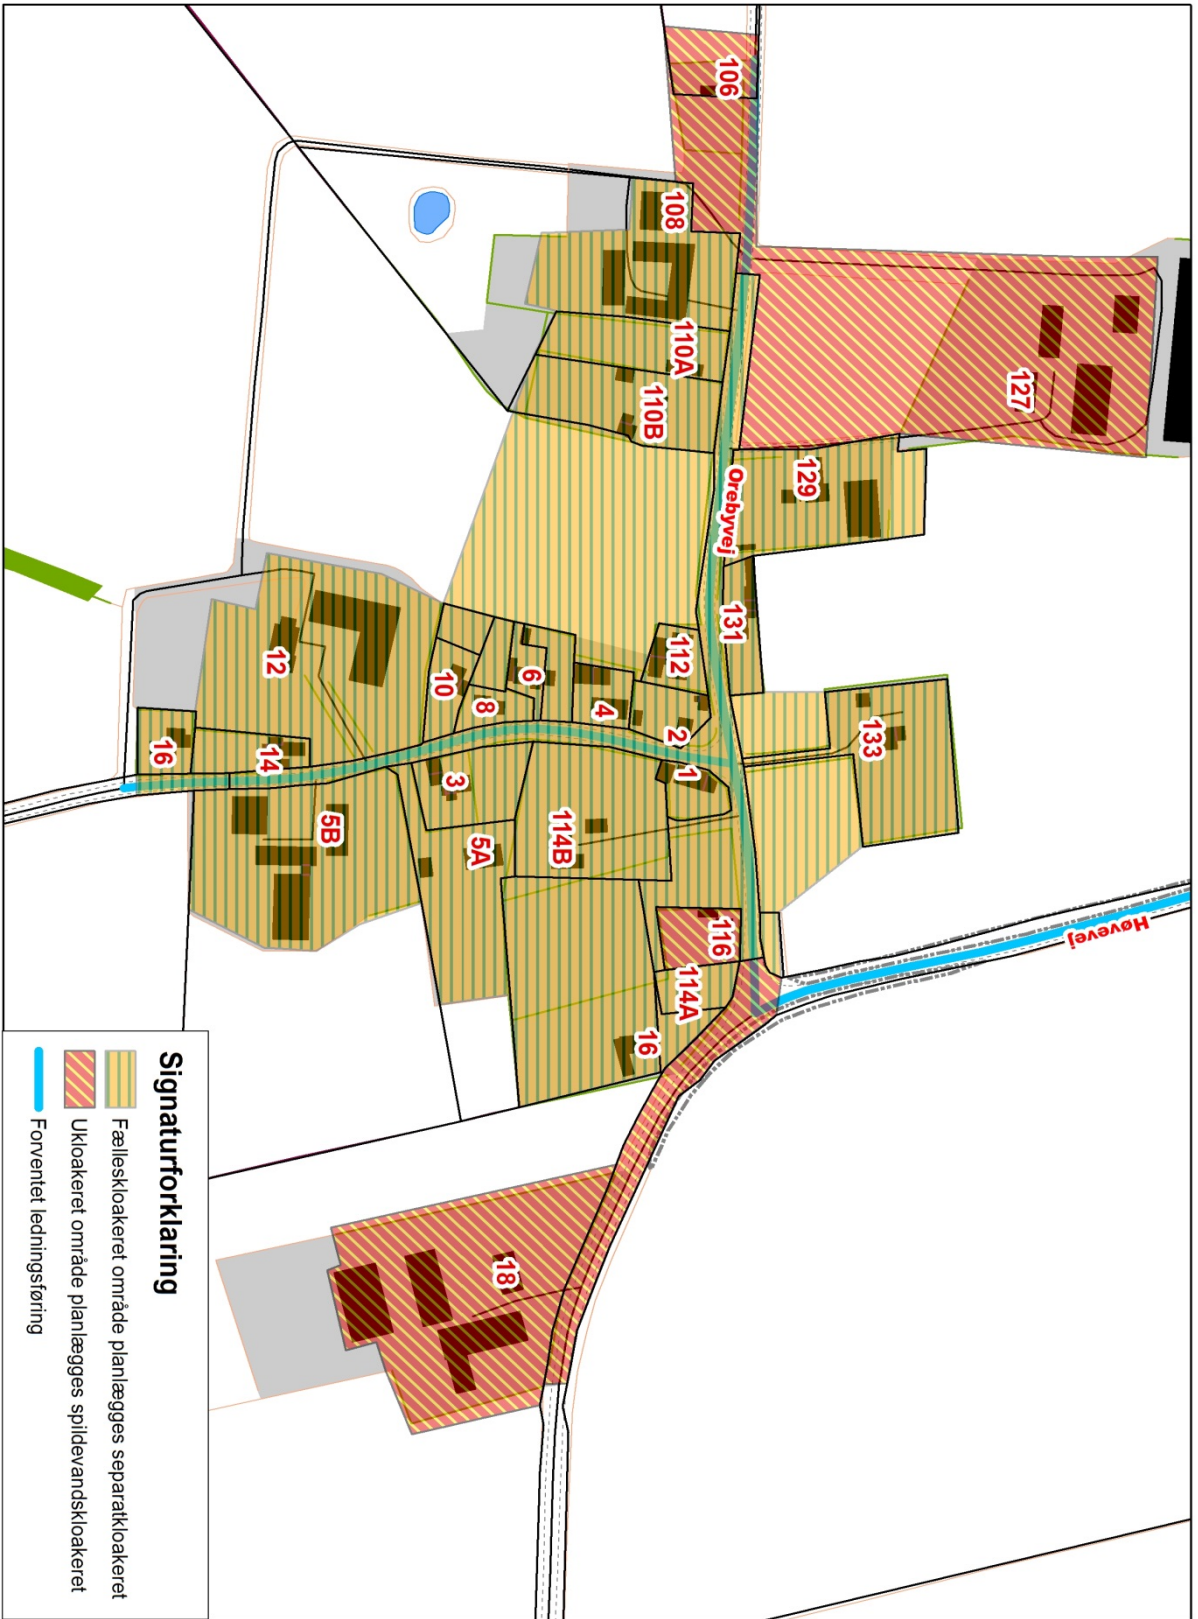 106
108
110A
110B
127
129
Orebyvej
131
133
112
2
1
4
6
8
10
3
12
14
16
5B
5A
114B
116
114A
16
18
Høvevej
Signaturforklaring
Fælleskloakeret område planlægges separatkloakeret
Ukloakeret område planlægges spildevandskloakeret
Forventet ledningsføring